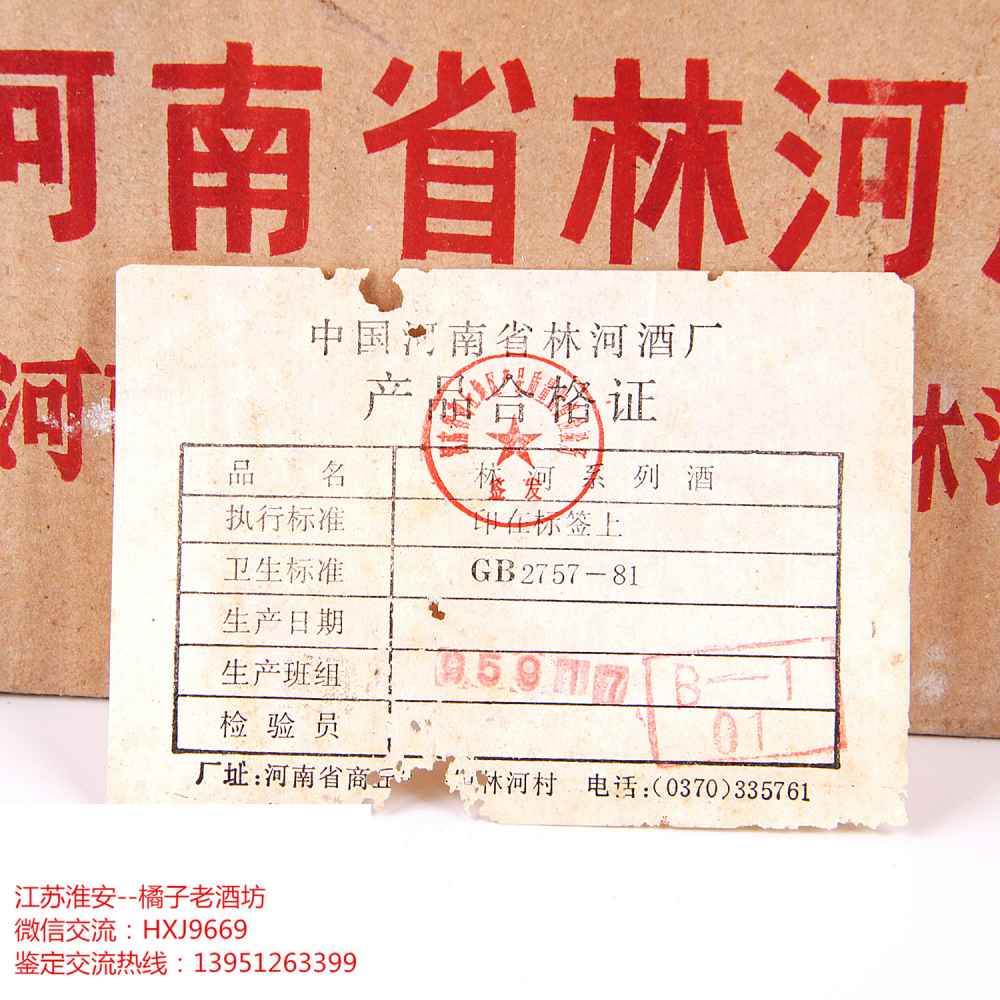 河南省林河
河
林
中国河南省林河酒厂
产品合格证
签发
品 名 林河系列酒
执行标准 印在标签上
卫生标准 GB2757-81
生产日期
生产班组 95917 B-1
检验员 01
厂址:河南省商丘 林河村 电话:(0370)335761
江苏淮安--橘子老酒坊
微信交流：HXJ9669
鉴定交流热线：13951263399